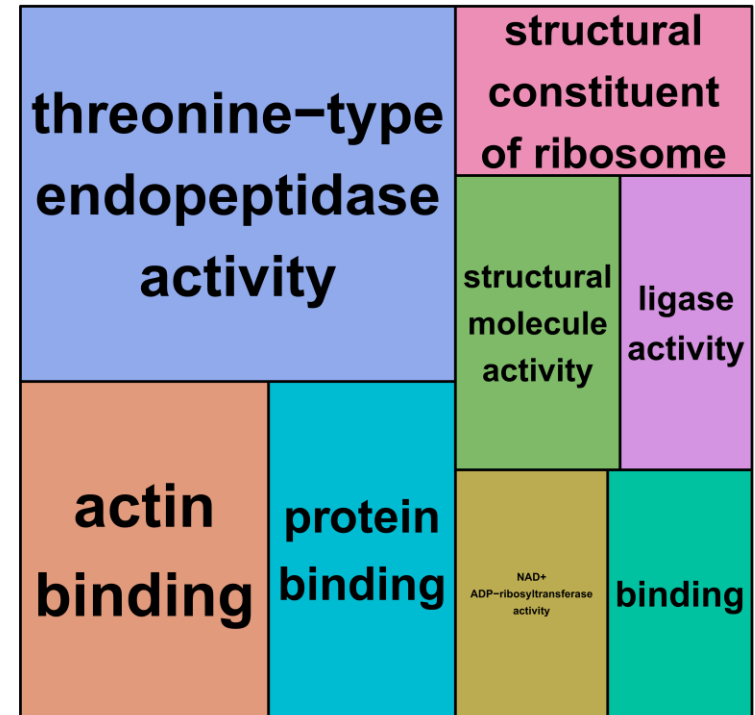 threonine−type
endopeptidase
activity
structural
constituent
of ribosome
structural
molecule
activity
ligase
activity
actin
binding
protein
binding
NAD+
ADP−ribosyltransferase
activity
binding